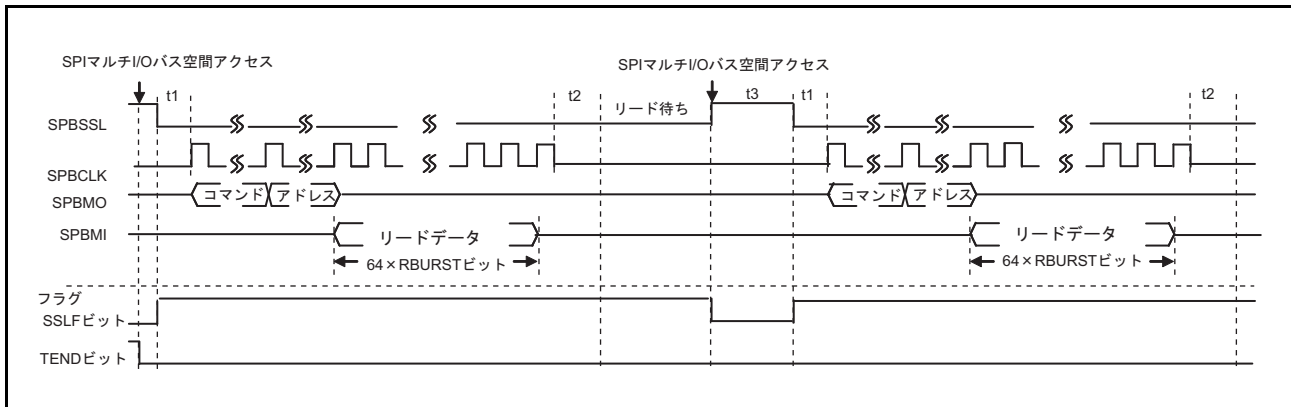 SPIマルチI/Oバス空間アクセス
SPIマルチI/Oバス空間アクセス
t1
t2
リード待ち
t3
t1
t2
SPBSSL
SPBCLK
SPBMO
コマンド
アドレス
コマンド
アドレス
SPBMI
リードデータ
リードデータ
64×RBURSTビット
64×RBURSTビット
フラグ
SSLFビット
TENDビット